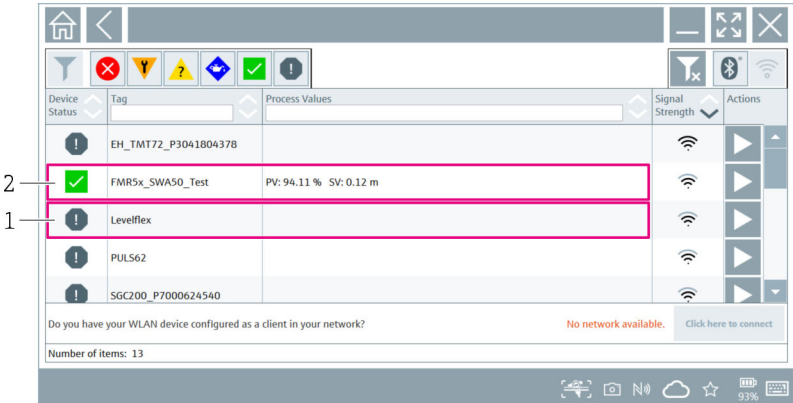 Device Status
Tag
Process Values
Signal Strength
Actions
EH_TMT72_P3041804378
2
FMR5x_SWA50_Test PV: 94.11 % SV: 0.12 m
1
Levelflex
PULS62
SGC200_P7000624540
Do you have your WLAN device configured as a client in your network? No network available. Click here to connect
Number of items: 13
93%